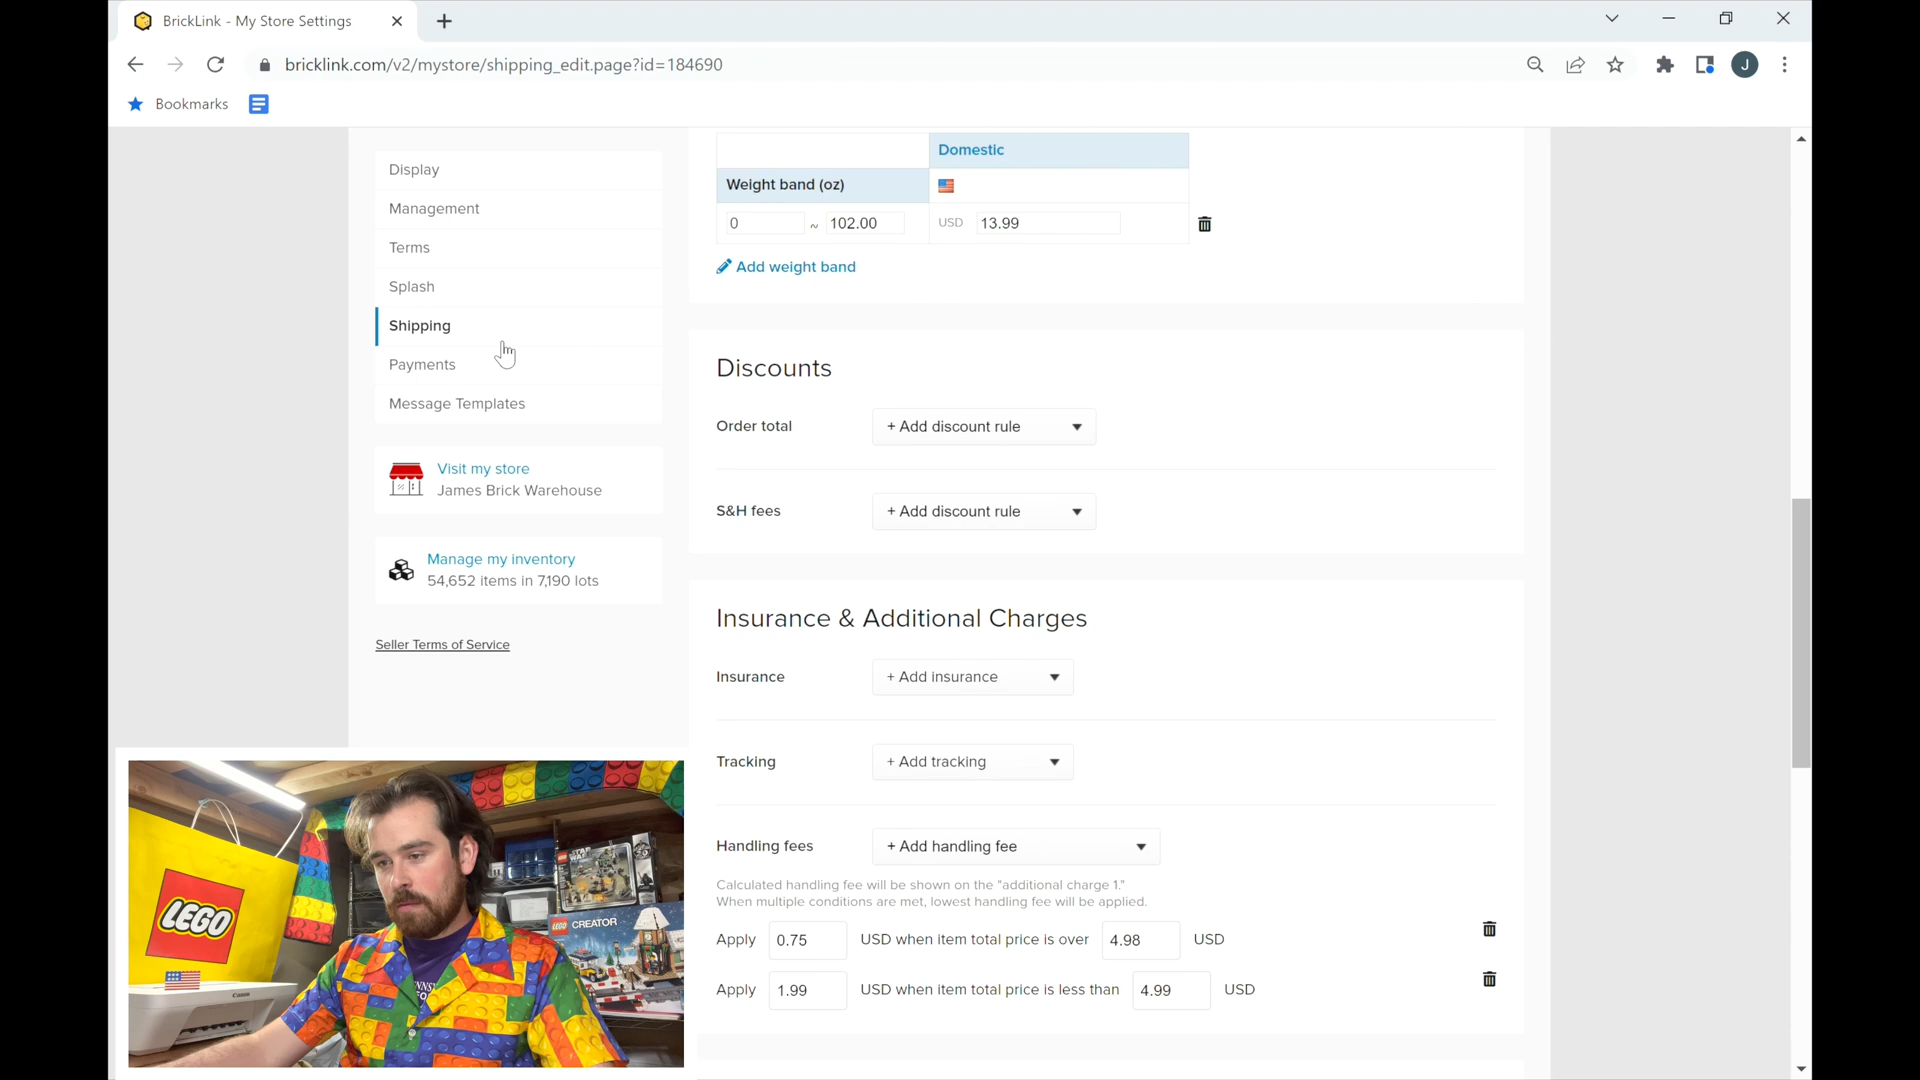 BrickLink - My Store Settings
bricklink.com/v2/mystore/shipping_edit.page?id=184690
J
Bookmarks
Display
Management
Terms
Splash
Shipping
Payments
Message Templates
Visit my store
James Brick Warehouse
Manage my inventory
54,652 items in 7,190 lots
Seller Terms of Service
Domestic
Weight band (oz)
0 ~ 102.00 USD 13.99
Add weight band
Discounts
Order total + Add discount rule
S&H fees + Add discount rule
Insurance & Additional Charges
Insurance + Add insurance
Tracking + Add tracking
Handling fees + Add handling fee
Calculated handling fee will be shown on the "additional charge 1."
When multiple conditions are met, lowest handling fee will be applied.
Apply 0.75 USD when item total price is over 4.98 USD
Apply 1.99 USD when item total price is less than 4.99 USD
LEGO
Canon
STAR
LEGO CREATOR